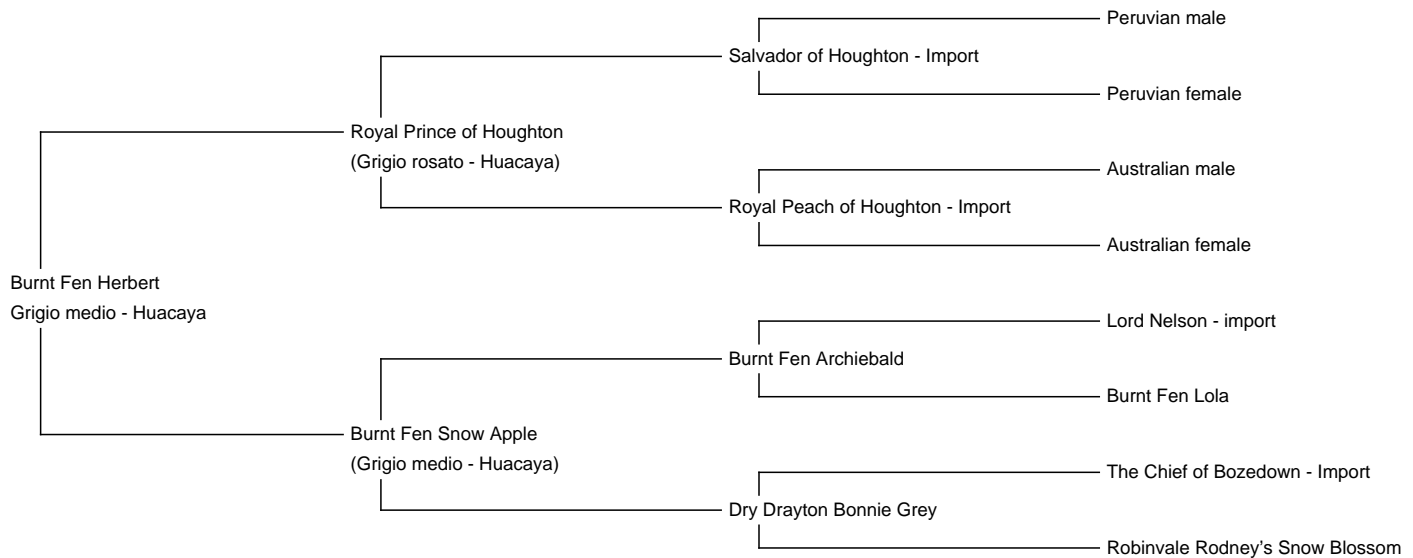 Peruvian male
Salvador of Houghton - Import
Peruvian female
Royal Prince of Houghton
(Grigio rosato - Huacaya)
Australian male
Royal Peach of Houghton - Import
Australian female
Burnt Fen Herbert
Grigio medio - Huacaya
Lord Nelson - import
Burnt Fen Archiebald
Burnt Fen Lola
Burnt Fen Snow Apple
(Grigio medio - Huacaya)
The Chief of Bozedown - Import
Dry Drayton Bonnie Grey
Robinvale Rodney's Snow Blossom